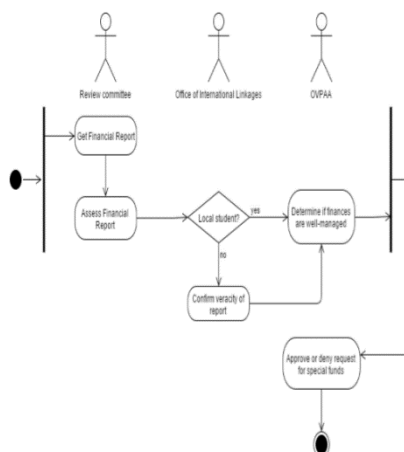 Review committee
Office of International Linkages
OVPAA
Get Financial Report
Assess Financial
Report
Local student?
yes
Determine if finances
are well-managed
no
Confirm veracity of
report
Approve or deny request
for special funds